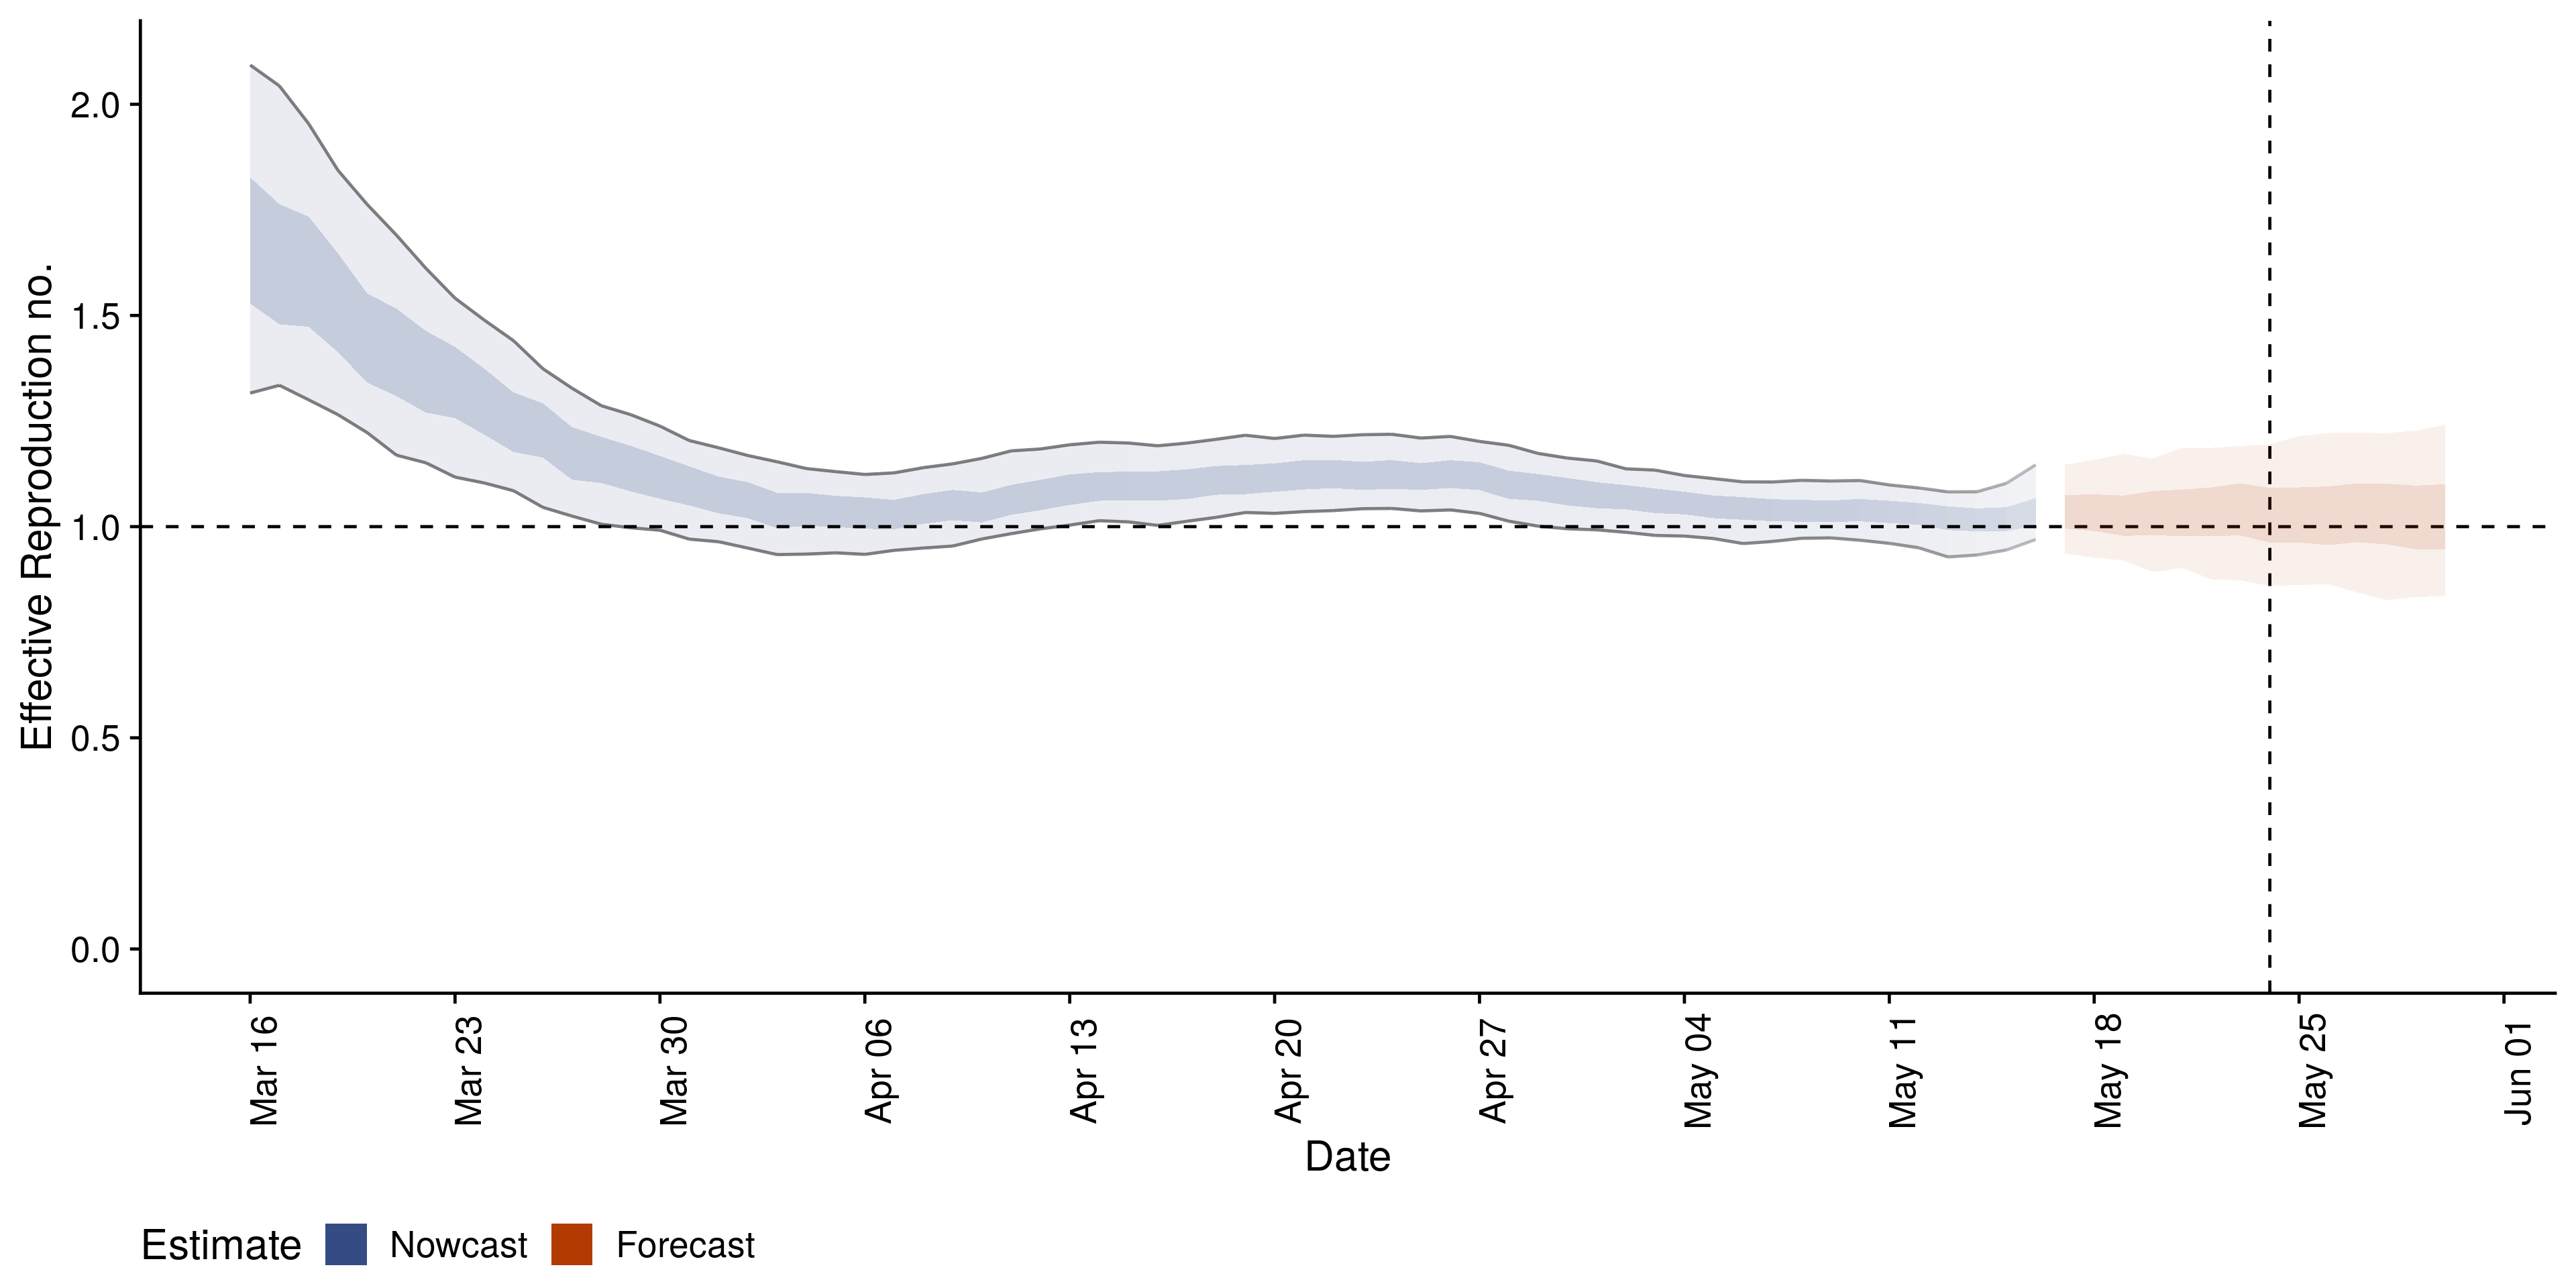 Effective Reproduction no.
2.0
1.5
1.0
0.5
0.0
Mar 16
Mar 23
Mar 30
Apr 06
Apr 13
Apr 20
Apr 27
May 04
May 11
May 18
May 25
Jun 01
Date
Estimate Nowcast Forecast